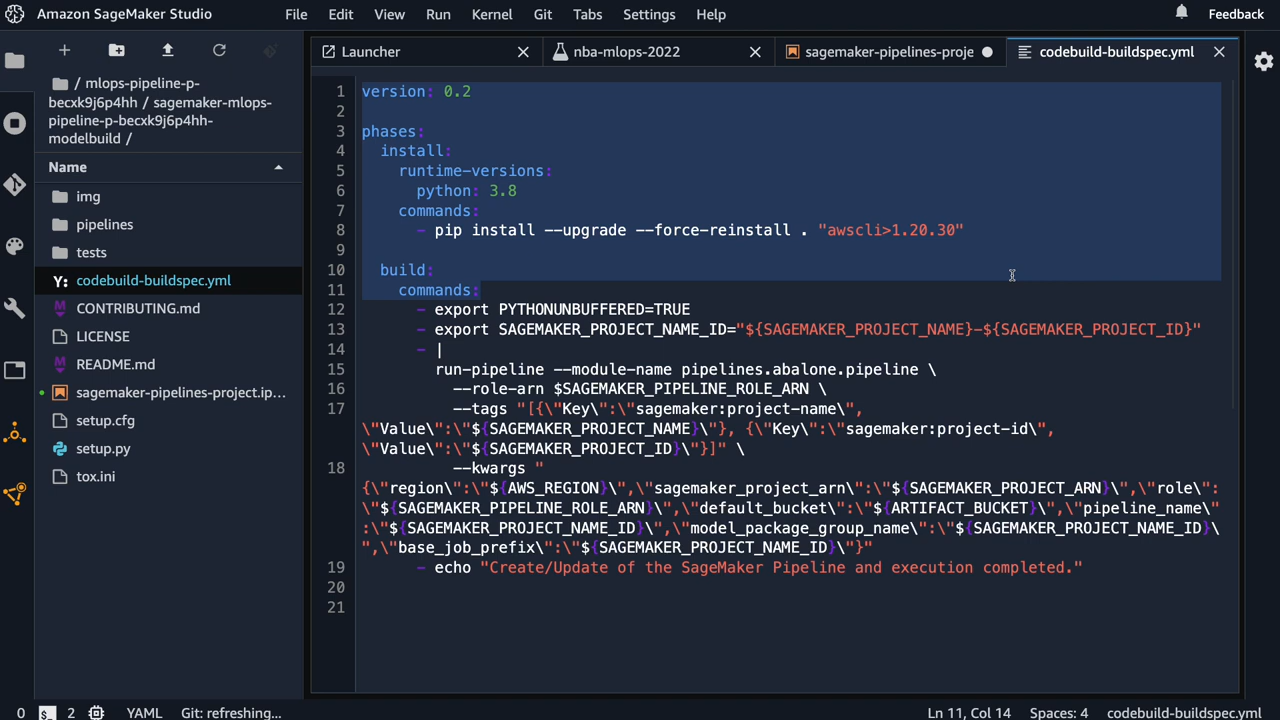 Amazon SageMaker Studio
File Edit View Run Kernel Git Tabs Settings Help
Feedback
/ mlops-pipeline-p-
becxk9j6p4hh / sagemaker-mlops-
pipeline-p-becxk9j6p4hh-
modelbuild /
Name
img
pipelines
tests
Y: codebuild-buildspec.yml
CONTRIBUTING.md
LICENSE
README.md
sagemaker-pipelines-project.ip...
setup.cfg
setup.py
tox.ini
Launcher
nba-mlops-2022
sagemaker-pipelines-proje
codebuild-buildspec.yml
1 version: 0.2
2
3 phases:
4 install:
5 runtime-versions:
6 python: 3.8
7 commands:
8 - pip install --upgrade --force-reinstall . "awscli>1.20.30"
9
10 build:
11 commands:
12 - export PYTHONUNBUFFERED=TRUE
13 - export SAGEMAKER_PROJECT_NAME_ID="${SAGEMAKER_PROJECT_NAME}-${SAGEMAKER_PROJECT_ID}"
14 - |
15 run-pipeline --module-name pipelines.abalone.pipeline \
16 --role-arn $SAGEMAKER_PIPELINE_ROLE_ARN \
17 --tags "[{\"Key\":\"sagemaker:project-name\",
\"Value\":\"${SAGEMAKER_PROJECT_NAME}\"}, {\"Key\":\"sagemaker:project-id\",
\"Value\":\"${SAGEMAKER_PROJECT_ID}\"}]" \
18 --kwargs "
{\"region\":\"${AWS_REGION}\",\"sagemaker_project_arn\":\"${SAGEMAKER_PROJECT_ARN}\",\"role\":
\"${SAGEMAKER_PIPELINE_ROLE_ARN}\",\"default_bucket\":\"${ARTIFACT_BUCKET}\",\"pipeline_name\"
:\"${SAGEMAKER_PROJECT_NAME_ID}\",\"model_package_group_name\":\"${SAGEMAKER_PROJECT_NAME_ID}\
",\"base_job_prefix\":\"${SAGEMAKER_PROJECT_NAME_ID}\"}"
19 - echo "Create/Update of the SageMaker Pipeline and execution completed."
20
21
0 2 YAML Git: refreshing...
Ln 11, Col 14 Spaces: 4 codebuild-buildspec.yml